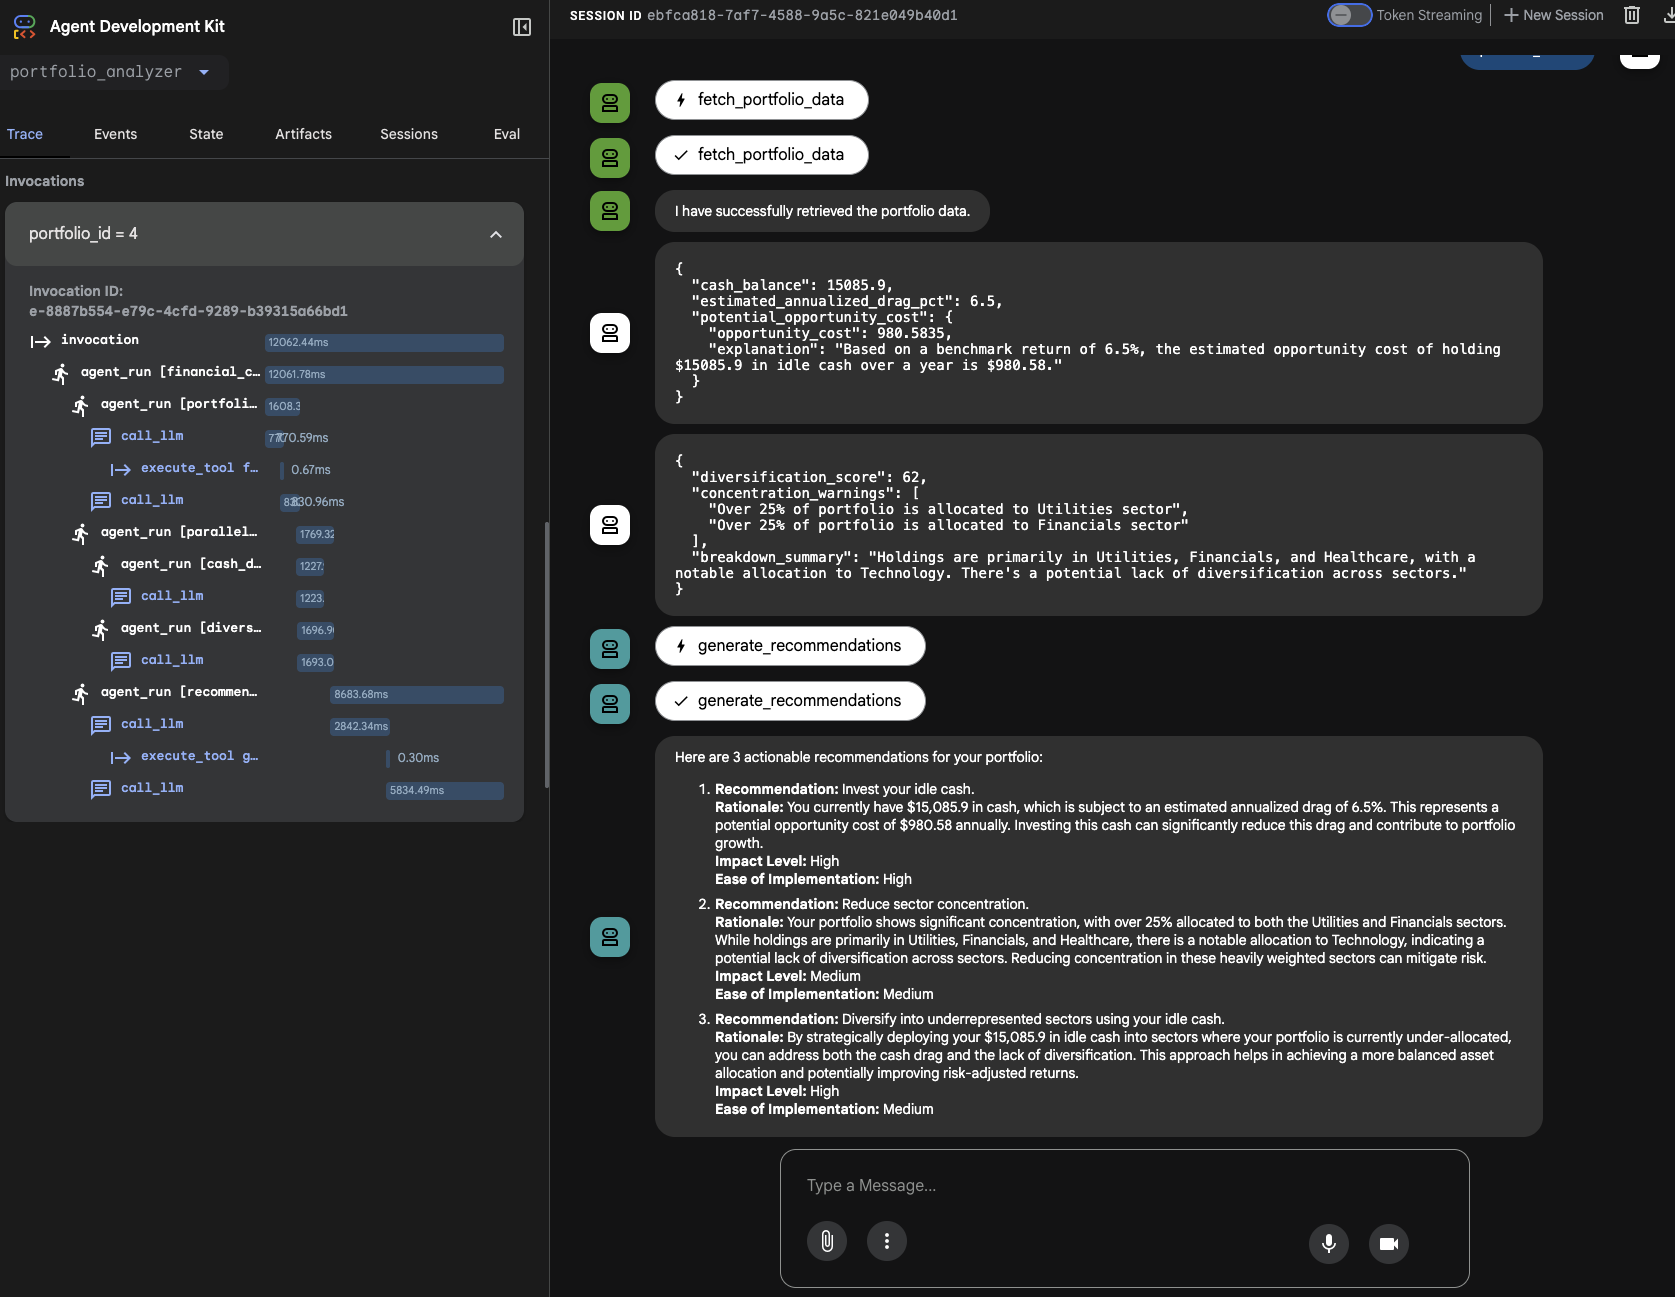 Agent Development Kit
SESSION ID ebfca818-7af7-4588-9a5c-821e049b40d1
Token Streaming
New Session
portfolio_analyzer
Trace Events State Artifacts Sessions Eval
Invocations
portfolio_id = 4
Invocation ID:
e-8887b554-e79c-4cfd-9289-b39315a66bd1
invocation 12062.44ms
agent_run [financial_c… 12061.78ms
agent_run [portfoli… 1608.3
call_llm 770.59ms
execute_tool f… 0.67ms
call_llm 830.96ms
agent_run [parallel… 1769.32
agent_run [cash_d… 1227.
call_llm 1223.
agent_run [divers… 1696.9
call_llm 1693.0
agent_run [recommen… 8683.68ms
call_llm 2842.34ms
execute_tool g… 0.30ms
call_llm 5834.49ms
fetch_portfolio_data
fetch_portfolio_data
I have successfully retrieved the portfolio data.
{
"cash_balance": 15085.9,
"estimated_annualized_drag_pct": 6.5,
"potential_opportunity_cost": {
"opportunity_cost": 980.5835,
"explanation": "Based on a benchmark return of 6.5%, the estimated opportunity cost of holding
$15085.9 in idle cash over a year is $980.58."
}
}
{
"diversification_score": 62,
"concentration_warnings": [
"Over 25% of portfolio is allocated to Utilities sector",
"Over 25% of portfolio is allocated to Financials sector"
],
"breakdown_summary": "Holdings are primarily in Utilities, Financials, and Healthcare, with a
notable allocation to Technology. There's a potential lack of diversification across sectors."
}
generate_recommendations
generate_recommendations
Here are 3 actionable recommendations for your portfolio:
1. Recommendation: Invest your idle cash.
Rationale: You currently have $15,085.9 in cash, which is subject to an estimated annualized drag of 6.5%. This represents a
potential opportunity cost of $980.58 annually. Investing this cash can significantly reduce this drag and contribute to portfolio
growth.
Impact Level: High
Ease of Implementation: High
2. Recommendation: Reduce sector concentration.
Rationale: Your portfolio shows significant concentration, with over 25% allocated to both the Utilities and Financials sectors.
While holdings are primarily in Utilities, Financials, and Healthcare, there is a notable allocation to Technology, indicating a
potential lack of diversification across sectors. Reducing concentration in these heavily weighted sectors can mitigate risk.
Impact Level: Medium
Ease of Implementation: Medium
3. Recommendation: Diversify into underrepresented sectors using your idle cash.
Rationale: By strategically deploying your $15,085.9 in idle cash into sectors where your portfolio is currently under-allocated,
you can address both the cash drag and the lack of diversification. This approach helps in achieving a more balanced asset
allocation and potentially improving risk-adjusted returns.
Impact Level: High
Ease of Implementation: Medium
Type a Message...